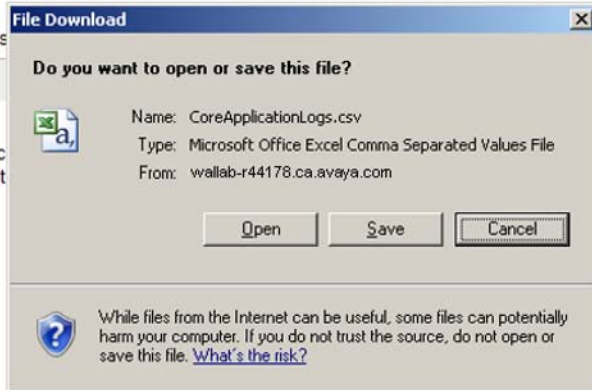 File Download
Do you want to open or save this file?
Name: CoreApplicationLogs.csv
Type: Microsoft Office Excel Comma Separated Values File
From: wallab-r44178.ca.avaya.com
Open Save Cancel
While files from the Internet can be useful, some files can potentially
harm your computer. If you do not trust the source, do not open or
save this file. What's the risk?